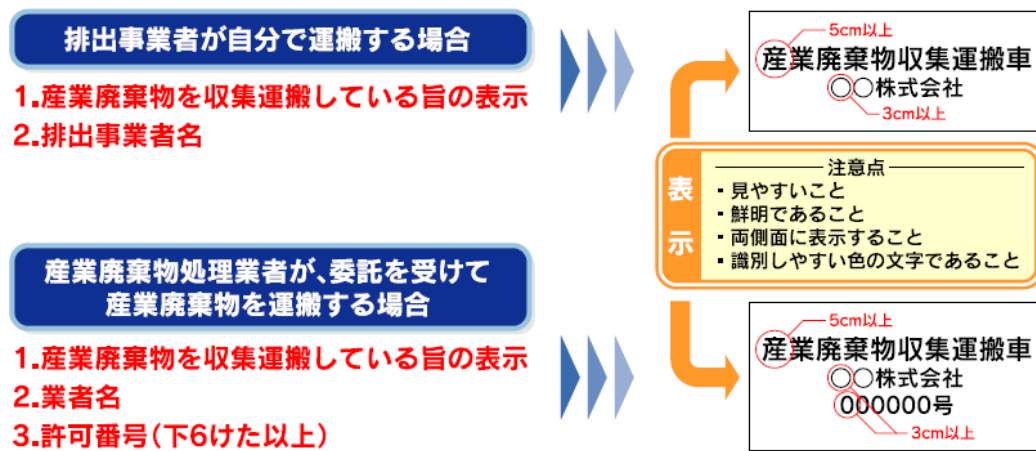 排出事業者が自分で運搬する場合
1.産業廃棄物を収集運搬している旨の表示
2.排出事業者名
5cm以上
産業廃棄物収集運搬車
○○株式会社
3cm以上
表示
注意点
・見やすいこと
・鮮明であること
・両側面に表示すること
・識別しやすい色の文字であること
産業廃棄物処理業者が、委託を受けて
産業廃棄物を運搬する場合
1.産業廃棄物を収集運搬している旨の表示
2.業者名
3.許可番号(下6けた以上)
5cm以上
産業廃棄物収集運搬車
○○株式会社
000000号
3cm以上